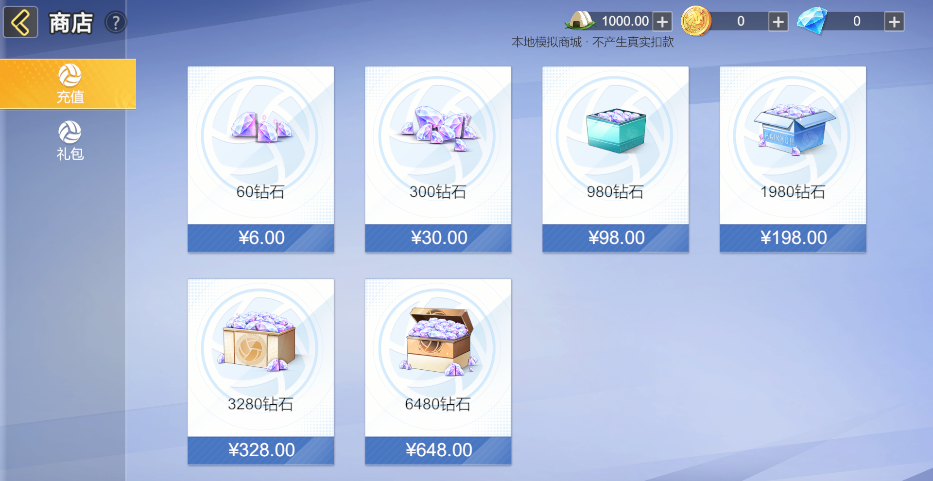 商店 ?
1000.00 +
0 +
0 +
本地模拟商城 · 不产生真实扣款
充值
礼包
60钻石
¥6.00
300钻石
¥30.00
980钻石
¥98.00
1980钻石
¥198.00
3280钻石
¥328.00
6480钻石
¥648.00